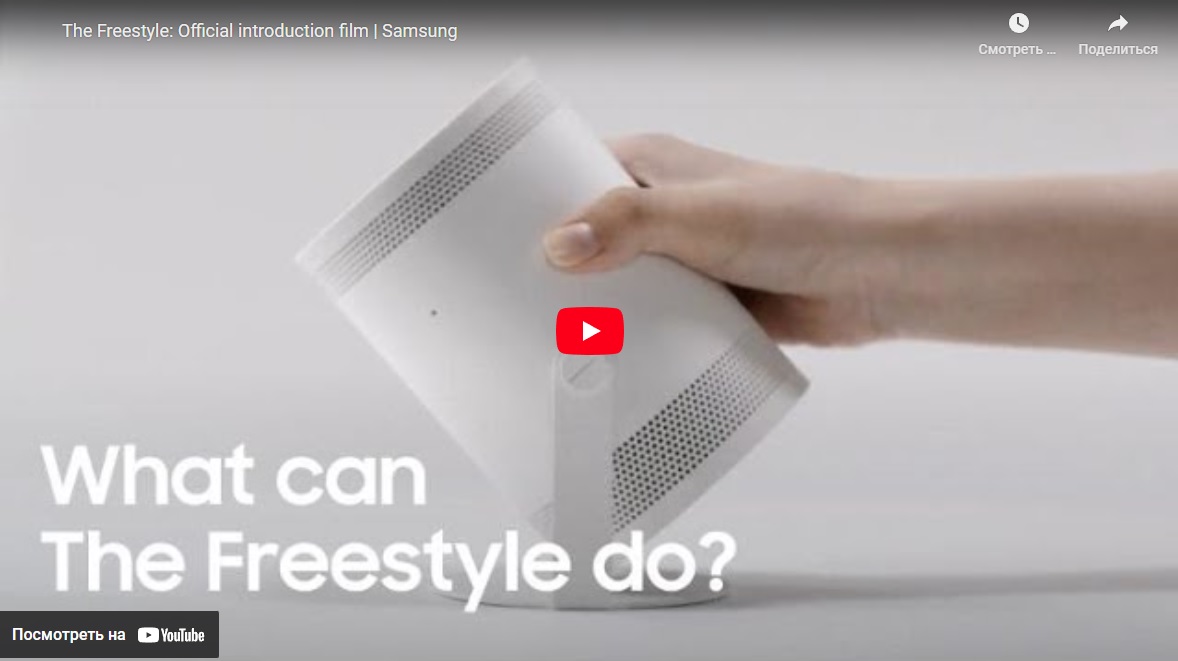 The Freestyle: Official introduction film | Samsung
Смотреть ...
Поделиться
What can
The Freestyle do?
Посмотреть на YouTube